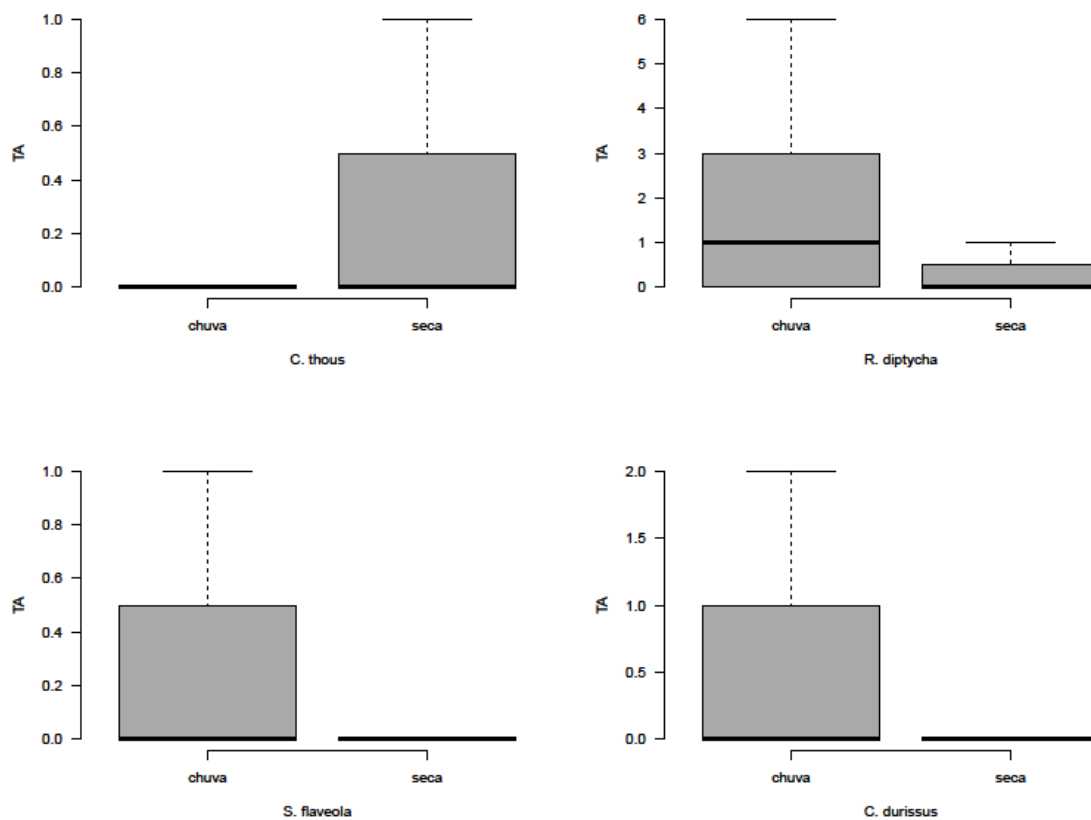 1.0
0.8
0.6
0.4
0.2
0.0
TA
chuva seca
C. thous
6
5
4
3
2
1
0
TA
chuva seca
R. diptycha
1.0
0.8
0.6
0.4
0.2
0.0
TA
chuva seca
S. flaveola
2.0
1.5
1.0
0.5
0.0
TA
chuva seca
C. durissus